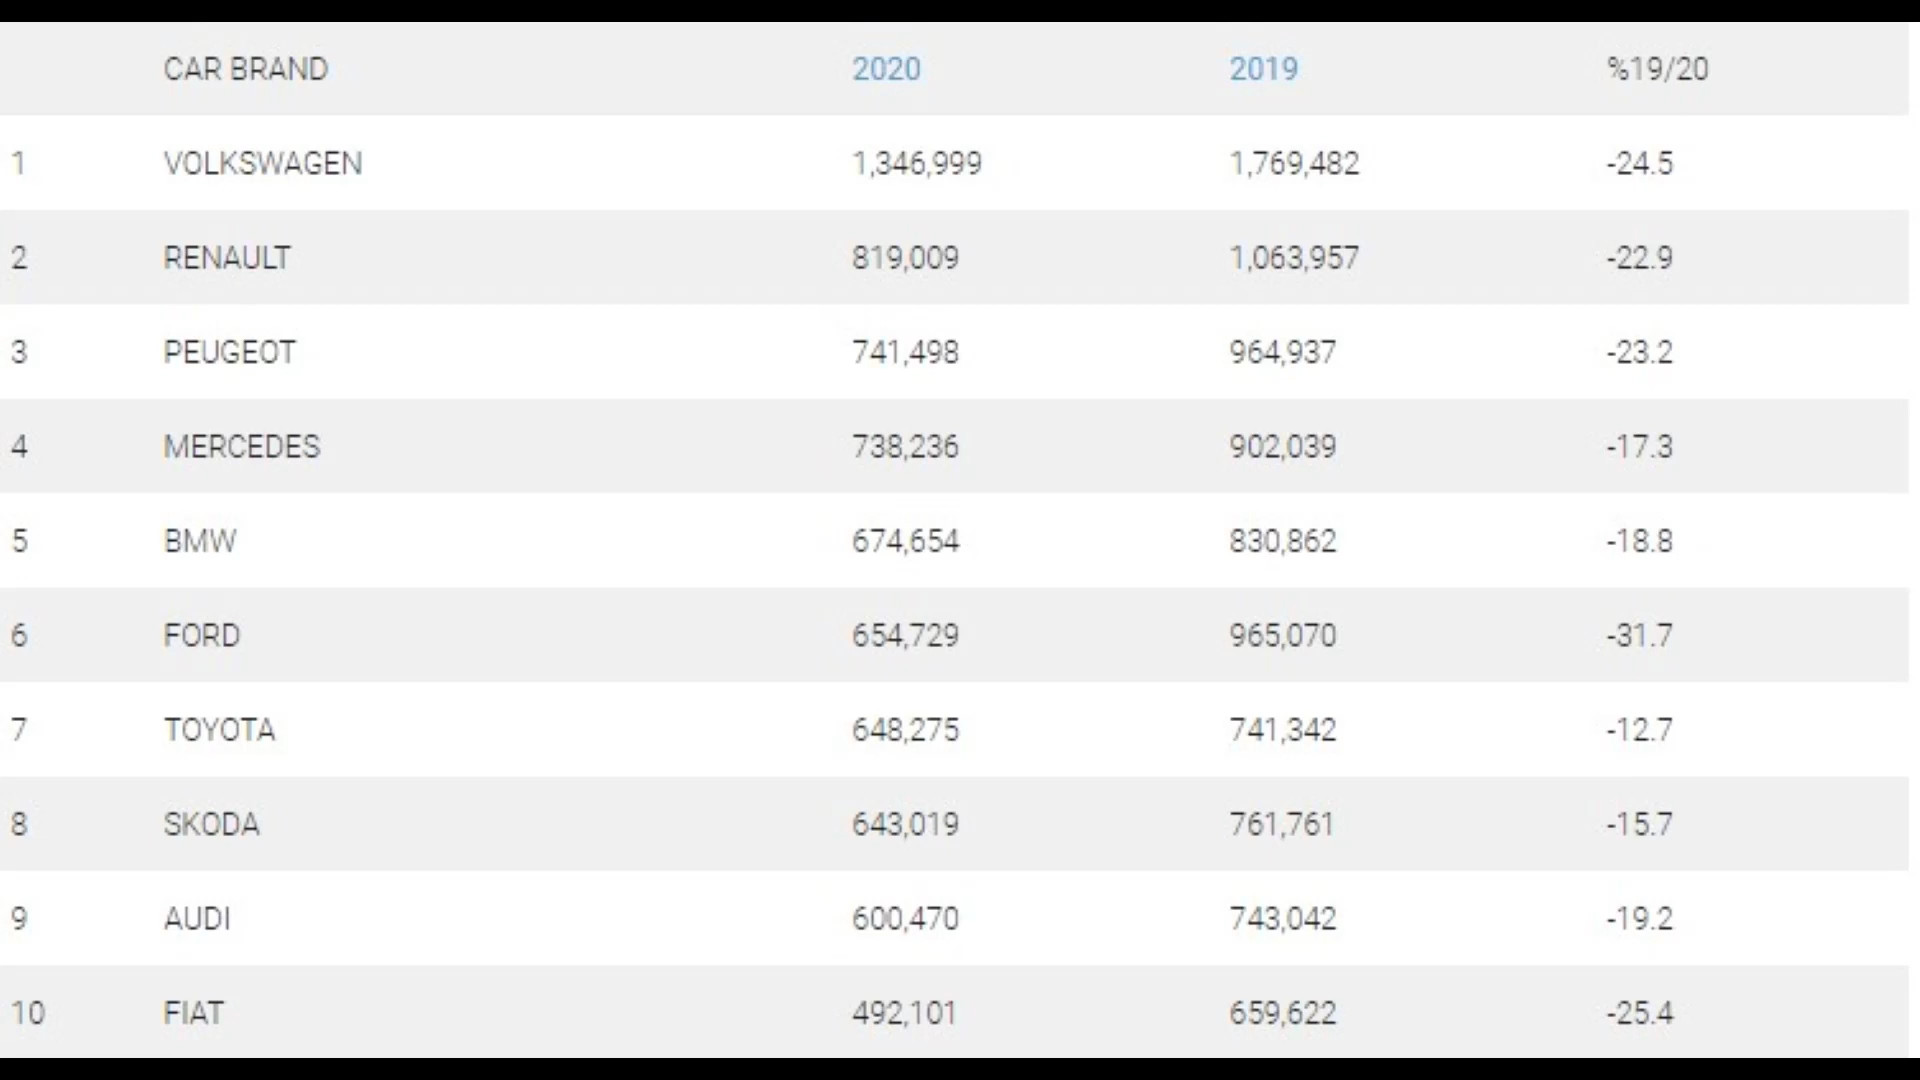 CAR BRAND 2020 2019 %19/20
1 VOLKSWAGEN 1,346,999 1,769,482 -24.5
2 RENAULT 819,009 1,063,957 -22.9
3 PEUGEOT 741,498 964,937 -23.2
4 MERCEDES 738,236 902,039 -17.3
5 BMW 674,654 830,862 -18.8
6 FORD 654,729 965,070 -31.7
7 TOYOTA 648,275 741,342 -12.7
8 SKODA 643,019 761,761 -15.7
9 AUDI 600,470 743,042 -19.2
10 FIAT 492,101 659,622 -25.4